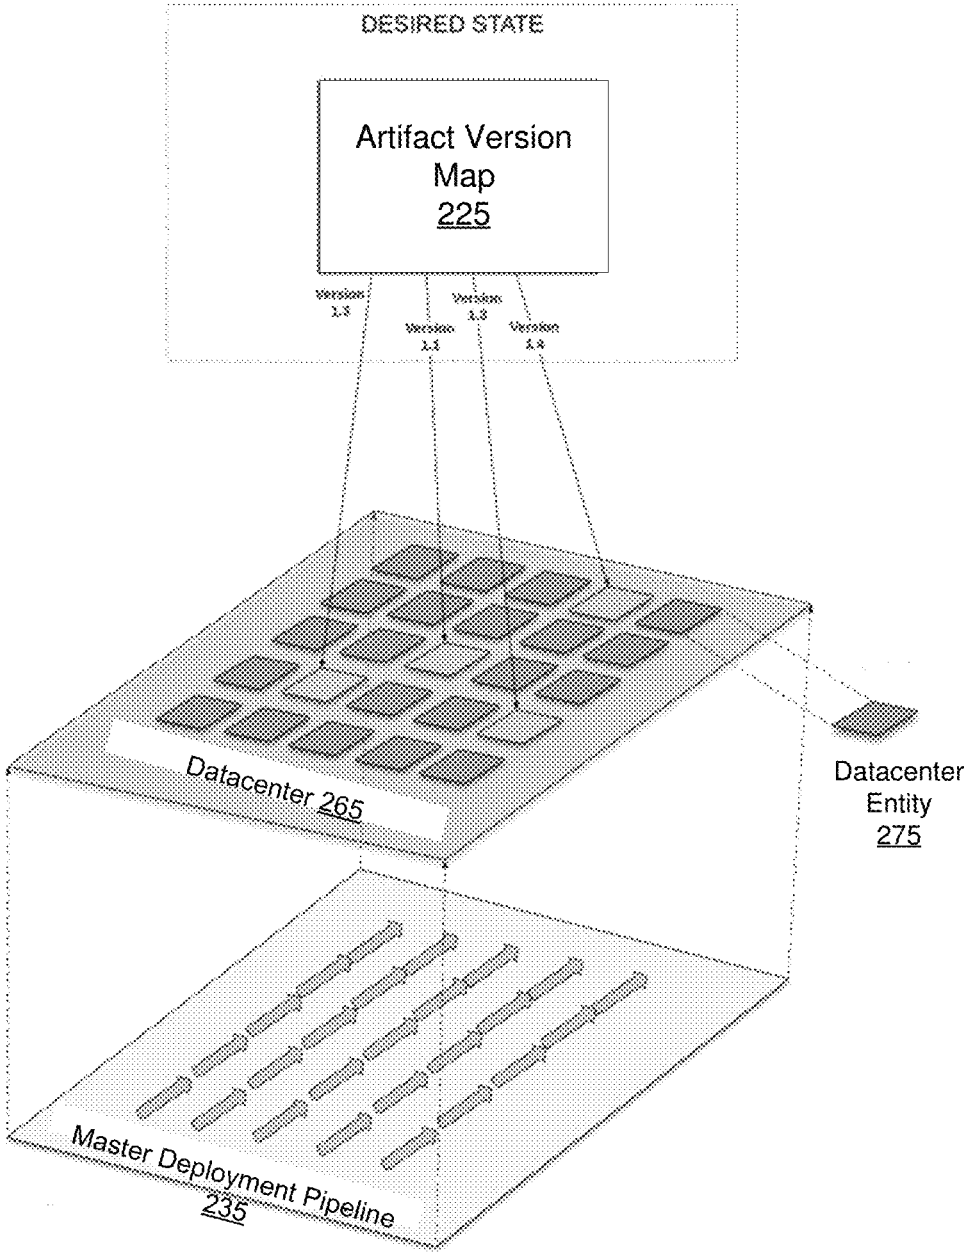 DESIRED STATE
Artifact Version
Map
225
Version
Version
Version
Version
Datacenter 265
Datacenter
Entity
275
Master Deployment Pipeline
235